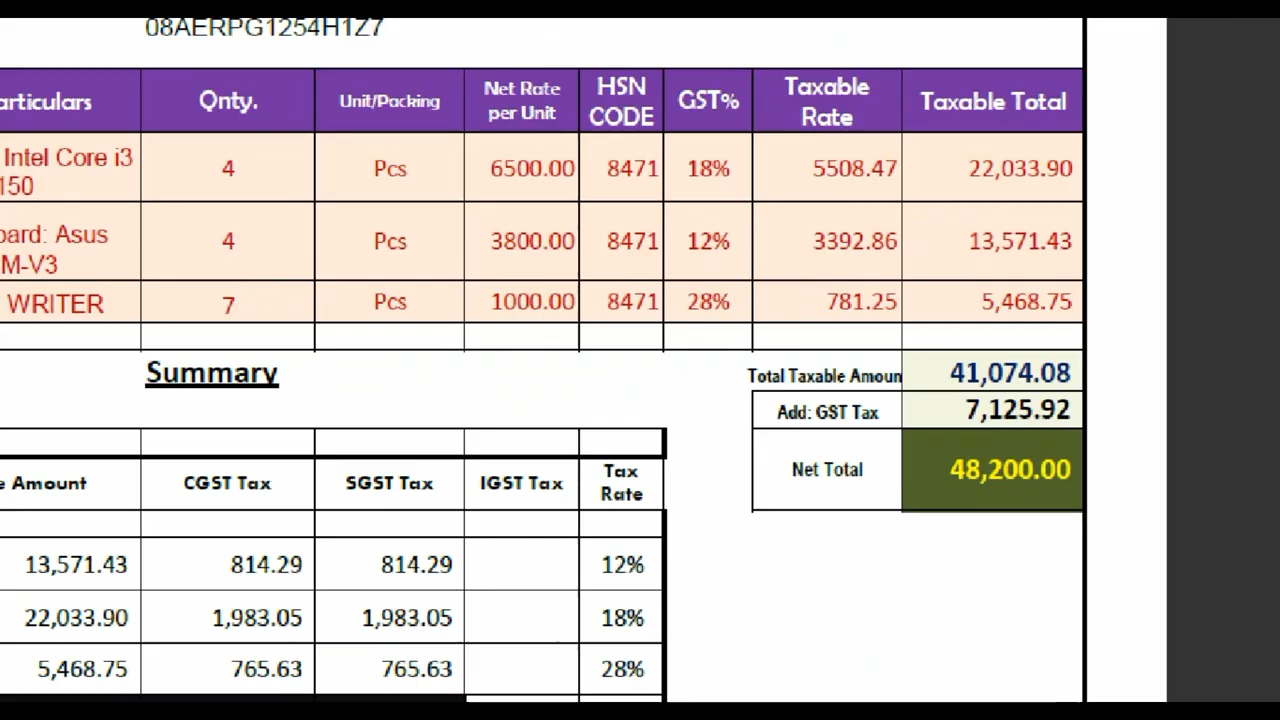 08AERPG1254H1Z7
articulars Qnty. Unit/Packing Net Rate per Unit HSN CODE GST% Taxable Rate Taxable Total
Intel Core i3
150 4 Pcs 6500.00 8471 18% 5508.47 22,033.90
oard: Asus
M-V3 4 Pcs 3800.00 8471 12% 3392.86 13,571.43
WRITER 7 Pcs 1000.00 8471 28% 781.25 5,468.75
Summary Total Taxable Amoun 41,074.08
Add: GST Tax 7,125.92
Net Total 48,200.00
e Amount CGST Tax SGST Tax IGST Tax Tax Rate
13,571.43 814.29 814.29 12%
22,033.90 1,983.05 1,983.05 18%
5,468.75 765.63 765.63 28%